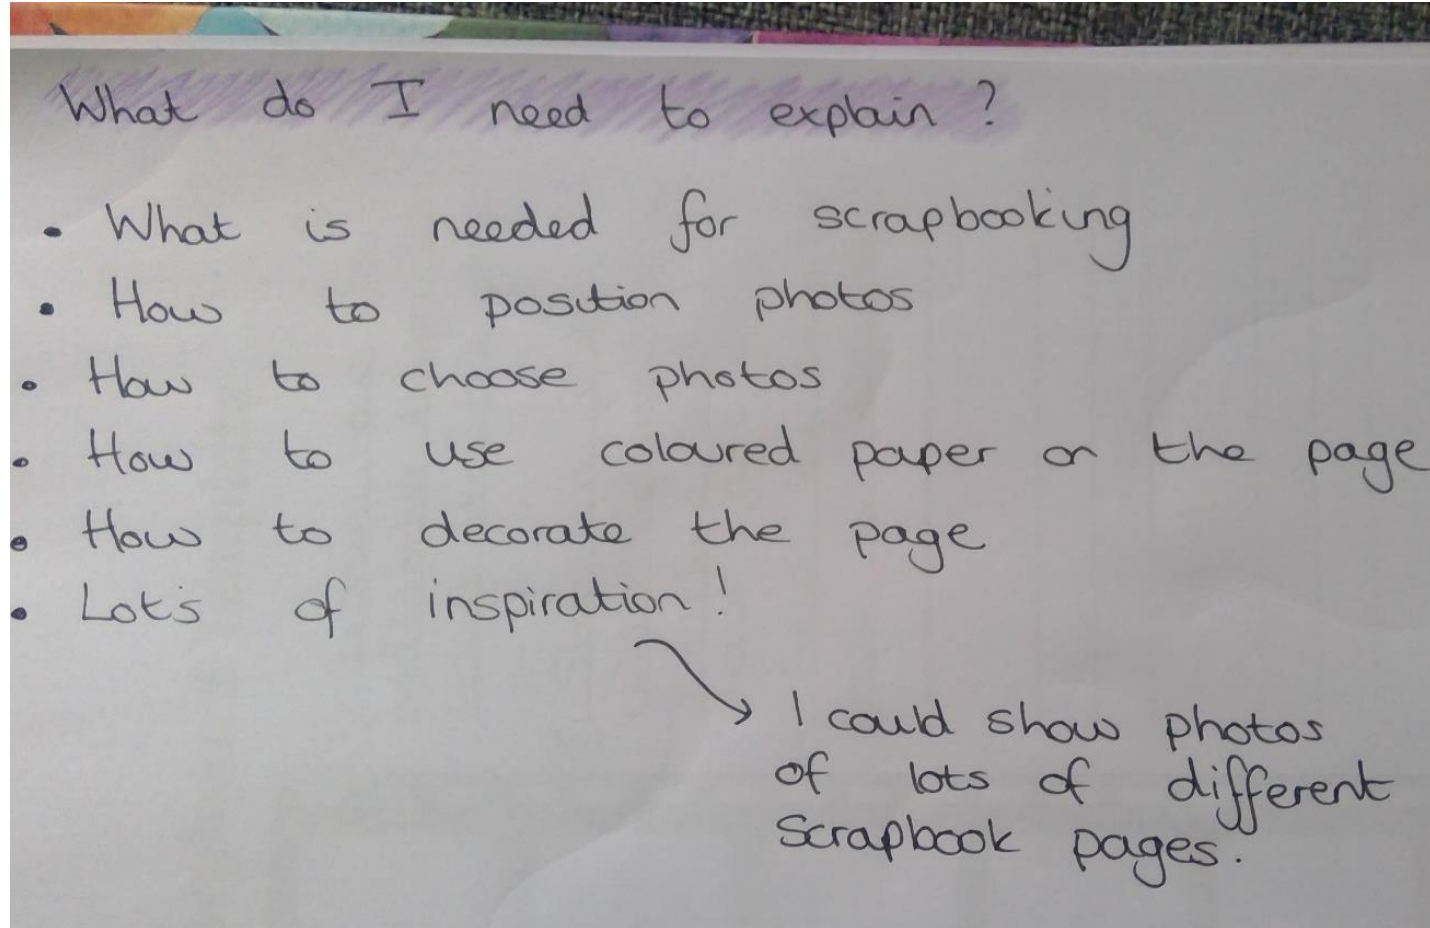 What do I need to explain?
• What is needed for scrapbooking
• How to position photos
• How to choose photos
• How to use coloured paper on the page
• How to decorate the page
• Lots of inspiration!
I could show photos
of lots of different
scrapbook pages.